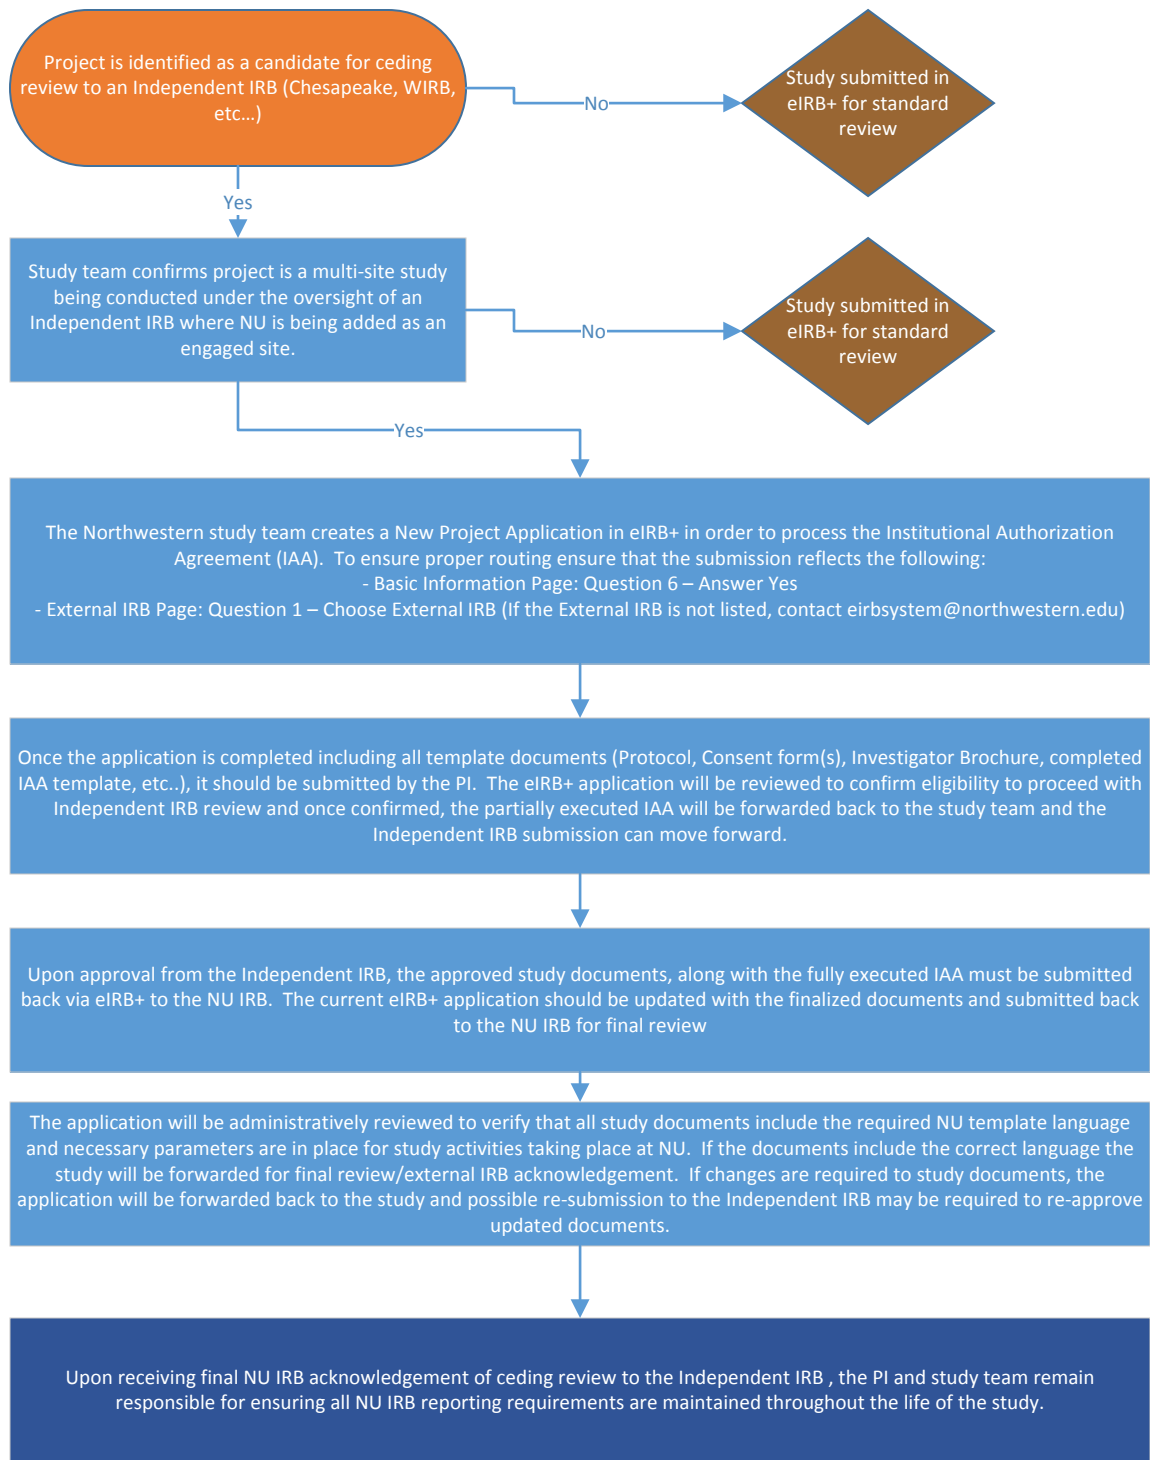 Project is identified as a candidate for ceding
review to an Independent IRB (Chesapeake, WIRB,
etc…)
No
Study submitted in
eIRB+ for standard
review
Yes
Study team confirms project is a multi-site study
being conducted under the oversight of an
Independent IRB where NU is being added as an
engaged site.
No
Study submitted in
eIRB+ for standard
review
Yes
The Northwestern study team creates a New Project Application in eIRB+ in order to process the Institutional Authorization
Agreement (IAA).  To ensure proper routing ensure that the submission reflects the following:
- Basic Information Page: Question 6 – Answer Yes
- External IRB Page: Question 1 – Choose External IRB (If the External IRB is not listed, contact eirbsystem@northwestern.edu)
Once the application is completed including all template documents (Protocol, Consent form(s), Investigator Brochure, completed
IAA template, etc..), it should be submitted by the PI.  The eIRB+ application will be reviewed to confirm eligibility to proceed with
Independent IRB review and once confirmed, the partially executed IAA will be forwarded back to the study team and the
Independent IRB submission can move forward.
Upon approval from the Independent IRB, the approved study documents, along with the fully executed IAA must be submitted
back via eIRB+ to the NU IRB.  The current eIRB+ application should be updated with the finalized documents and submitted back
to the NU IRB for final review
The application will be administratively reviewed to verify that all study documents include the required NU template language
and necessary parameters are in place for study activities taking place at NU.  If the documents include the correct language the
study will be forwarded for final review/external IRB acknowledgement.  If changes are required to study documents, the
application will be forwarded back to the study and possible re-submission to the Independent IRB may be required to re-approve
updated documents.
Upon receiving final NU IRB acknowledgement of ceding review to the Independent IRB , the PI and study team remain
responsible for ensuring all NU IRB reporting requirements are maintained throughout the life of the study.